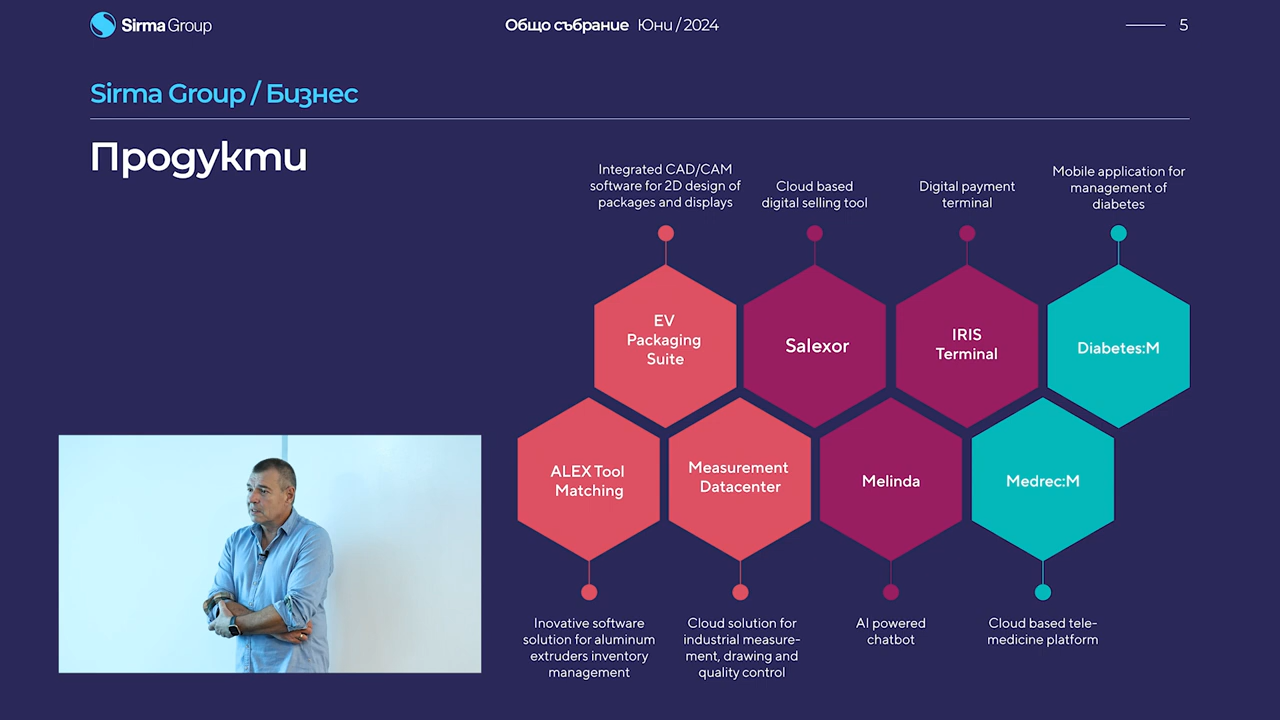 Sirma Group
Общо събрание Юни / 2024
5
Sirma Group / Бизнес
Продукти
Integrated CAD/CAM
software for 2D design of
packages and displays
Cloud based
digital selling tool
Digital payment
terminal
Mobile application for
management of
diabetes
EV
Packaging
Suite
Salexor
IRIS
Terminal
Diabetes:M
ALEX Tool
Matching
Measurement
Datacenter
Melinda
Medrec:M
Inovative software
solution for aluminum
extruders inventory
management
Cloud solution for
industrial measure-
ment, drawing and
quality control
AI powered
chatbot
Cloud based tele-
medicine platform